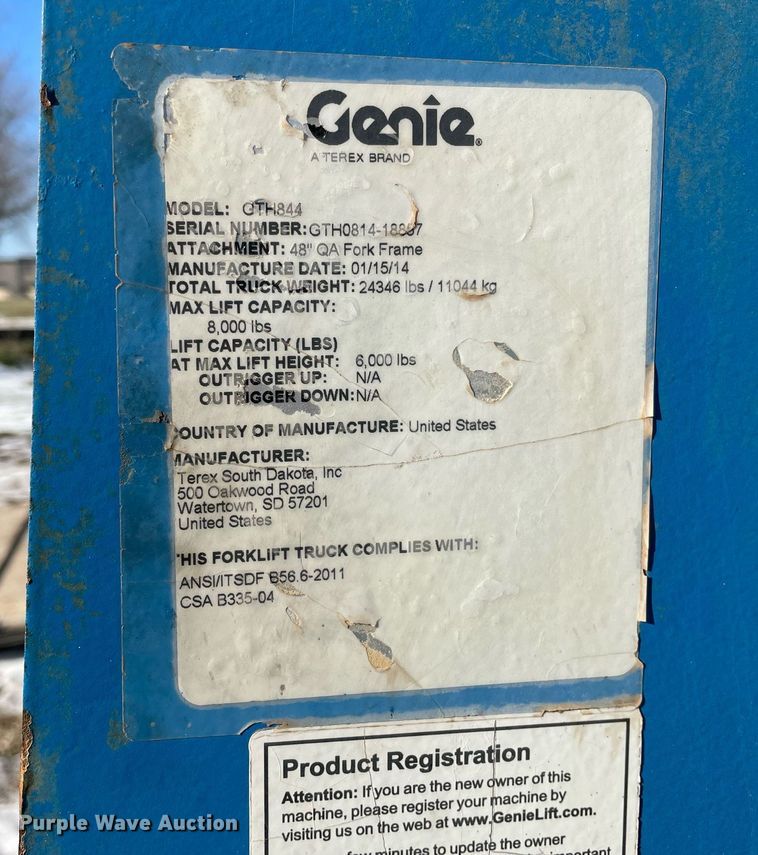 Genie®
A TEREX BRAND
MODEL: GTH844
SERIAL NUMBER: GTH0814-18887
ATTACHMENT: 48" QA Fork Frame
MANUFACTURE DATE: 01/15/14
TOTAL TRUCK WEIGHT: 24346 lbs / 11044 kg
MAX LIFT CAPACITY:
8,000 lbs
LIFT CAPACITY (LBS)
AT MAX LIFT HEIGHT: 6,000 lbs
OUTRIGGER UP: N/A
OUTRIGGER DOWN: N/A
COUNTRY OF MANUFACTURE: United States
MANUFACTURER:
Terex South Dakota, Inc
500 Oakwood Road
Watertown, SD 57201
United States
THIS FORKLIFT TRUCK COMPLIES WITH:
ANSI/ITSDF B56.6-2011
CSA B335-04
Product Registration
Attention: If you are the new owner of this
machine, please register your machine by
visiting us on the web at www.GenieLift.com.
few minutes to update the owner
important
Purple Wave Auction